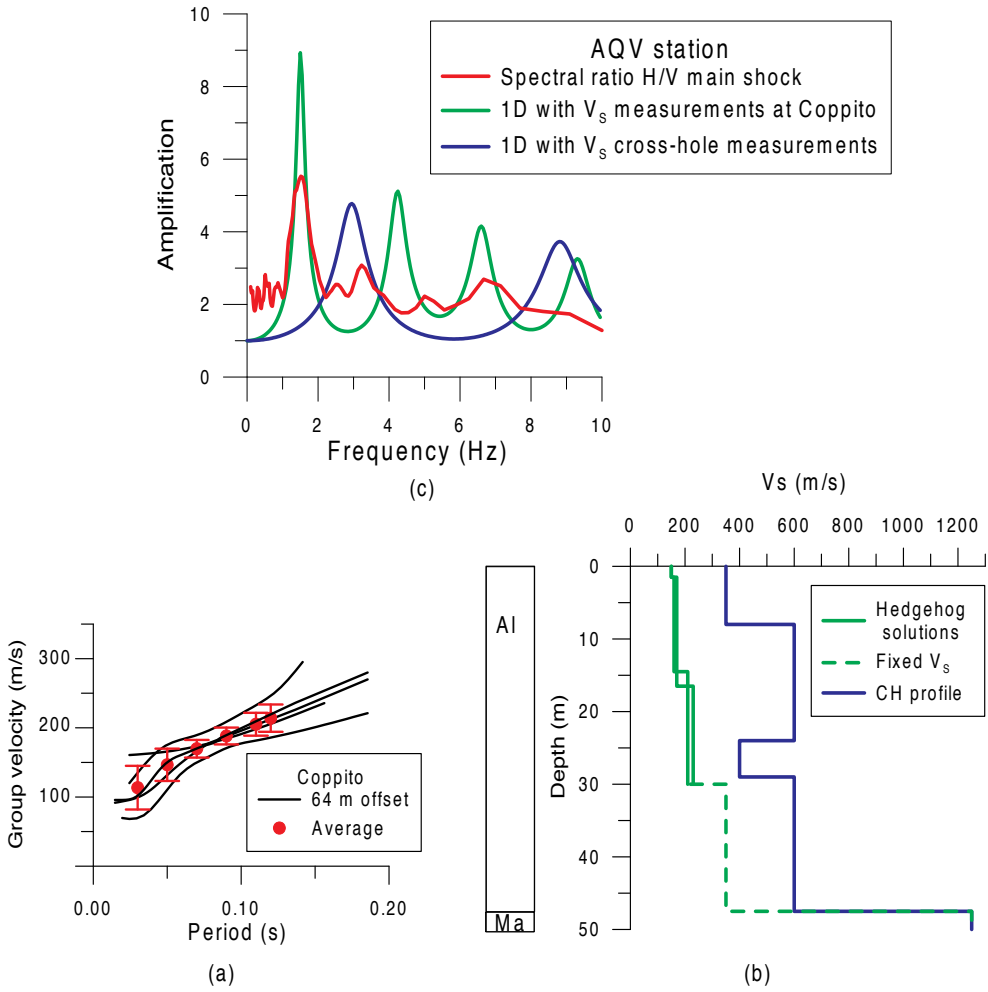 10
8
6
4
2
0
Amplification
AQV station
Spectral ratio H/V main shock
1D with VS measurements at Coppito
1D with VS cross-hole measurements
0 2 4 6 8 10
Frequency (Hz)
(c)
300
200
100
Group velocity (m/s)
Coppito
64 m offset
Average
0.00 0.10 0.20
Period (s)
(a)
Al
Ma
Vs (m/s)
0 200 400 600 800 1000 1200
0
10
20
30
40
50
Depth (m)
Hedgehog
solutions
Fixed VS
CH profile
(b)